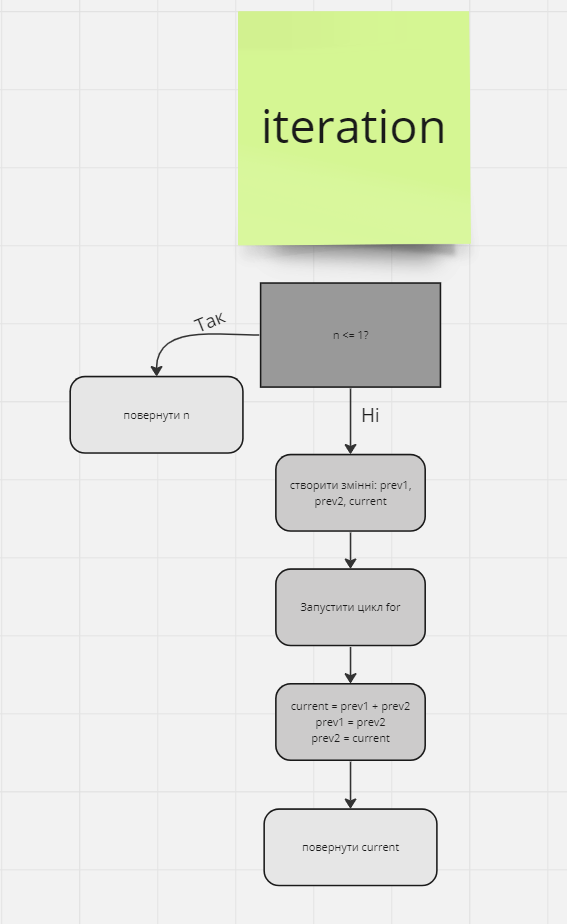 iteration
n <= 1?
Так
повернути n
Ні
створити змінні: prev1,
prev2, current
Запустити цикл for
current = prev1 + prev2
prev1 = prev2
prev2 = current
повернути current